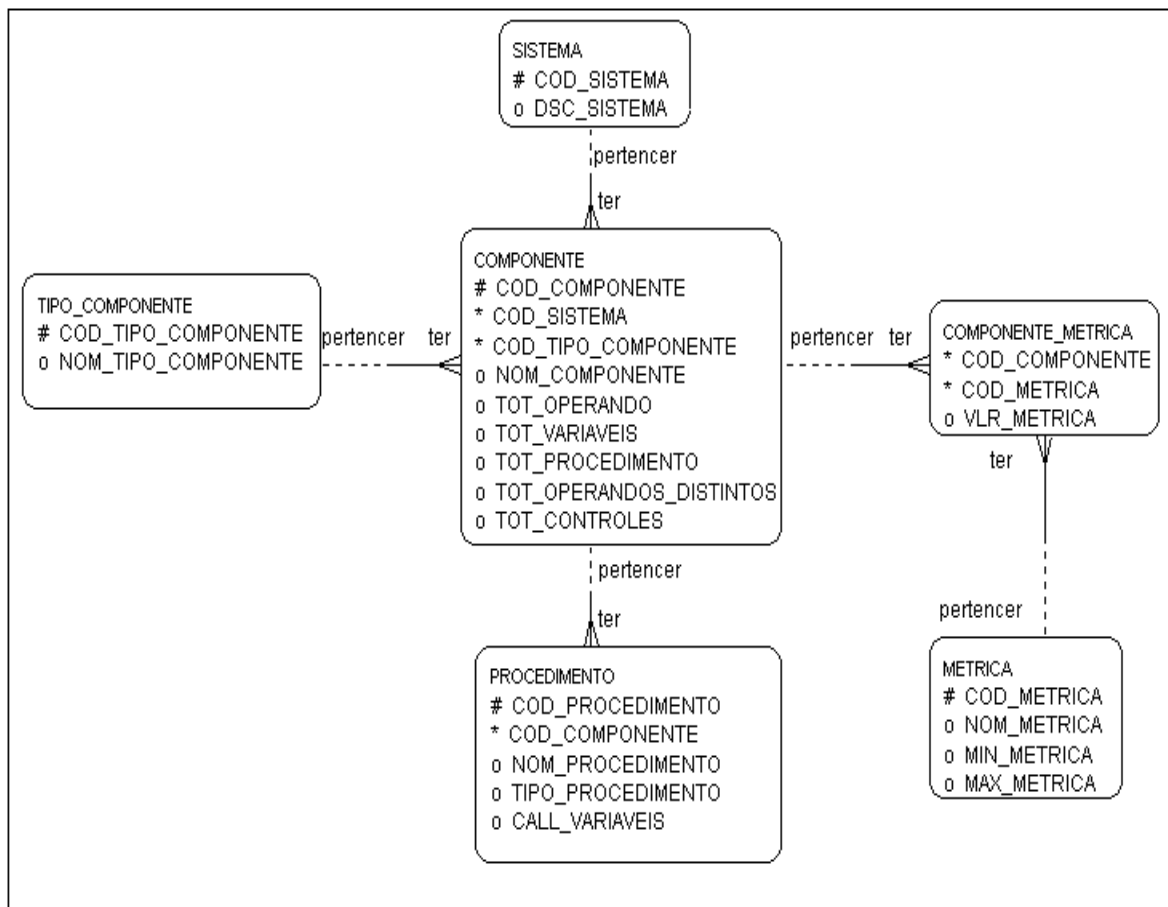 SISTEMA
# COD_SISTEMA
o DSC_SISTEMA
pertencer
ter
TIPO_COMPONENTE
# COD_TIPO_COMPONENTE
o NOM_TIPO_COMPONENTE
pertencer ter
COMPONENTE
# COD_COMPONENTE
* COD_SISTEMA
* COD_TIPO_COMPONENTE
o NOM_COMPONENTE
o TOT_OPERANDO
o TOT_VARIAVEIS
o TOT_PROCEDIMENTO
o TOT_OPERANDOS_DISTINTOS
o TOT_CONTROLES
pertencer ter
COMPONENTE_METRICA
* COD_COMPONENTE
* COD_METRICA
o VLR_METRICA
ter
pertencer
pertencer
ter
PROCEDIMENTO
# COD_PROCEDIMENTO
* COD_COMPONENTE
o NOM_PROCEDIMENTO
o TIPO_PROCEDIMENTO
o CALL_VARIAVEIS
METRICA
# COD_METRICA
o NOM_METRICA
o MIN_METRICA
o MAX_METRICA